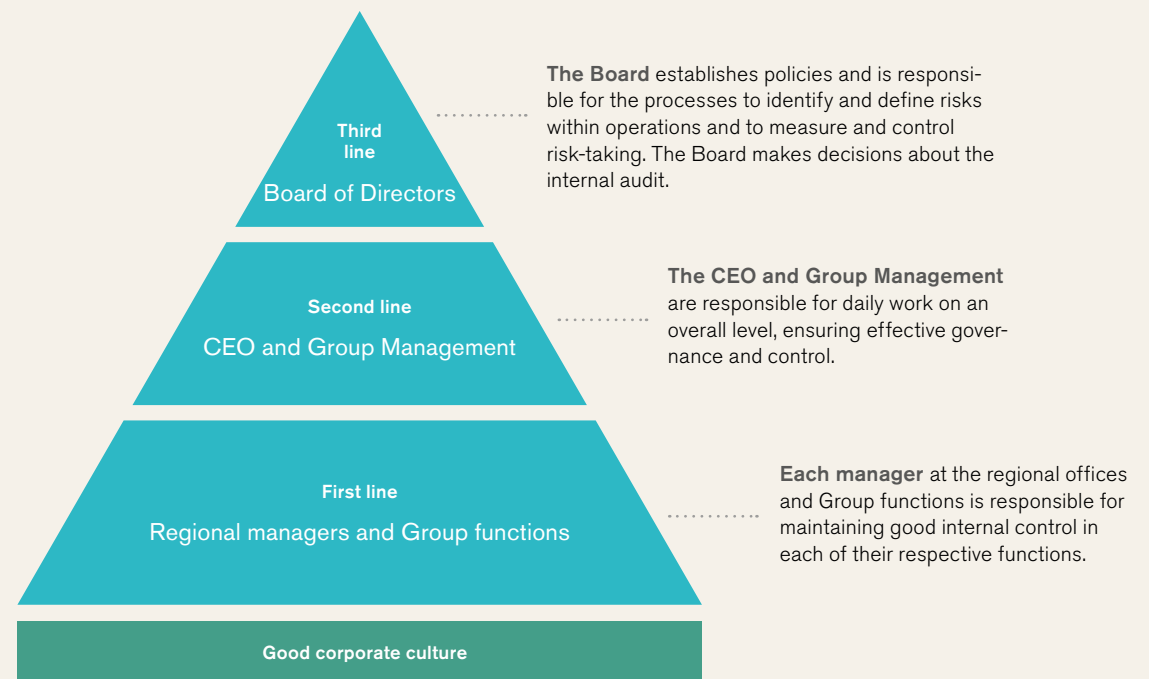 Third
line
Board of Directors
The Board establishes policies and is responsi-
ble for the processes to identify and define risks
within operations and to measure and control
risk-taking. The Board makes decisions about the
internal audit.
Second line
CEO and Group Management
The CEO and Group Management
are responsible for daily work on an
overall level, ensuring effective gover-
nance and control.
First line
Regional managers and Group functions
Each manager at the regional offices
and Group functions is responsible for
maintaining good internal control in
each of their respective functions.
Good corporate culture